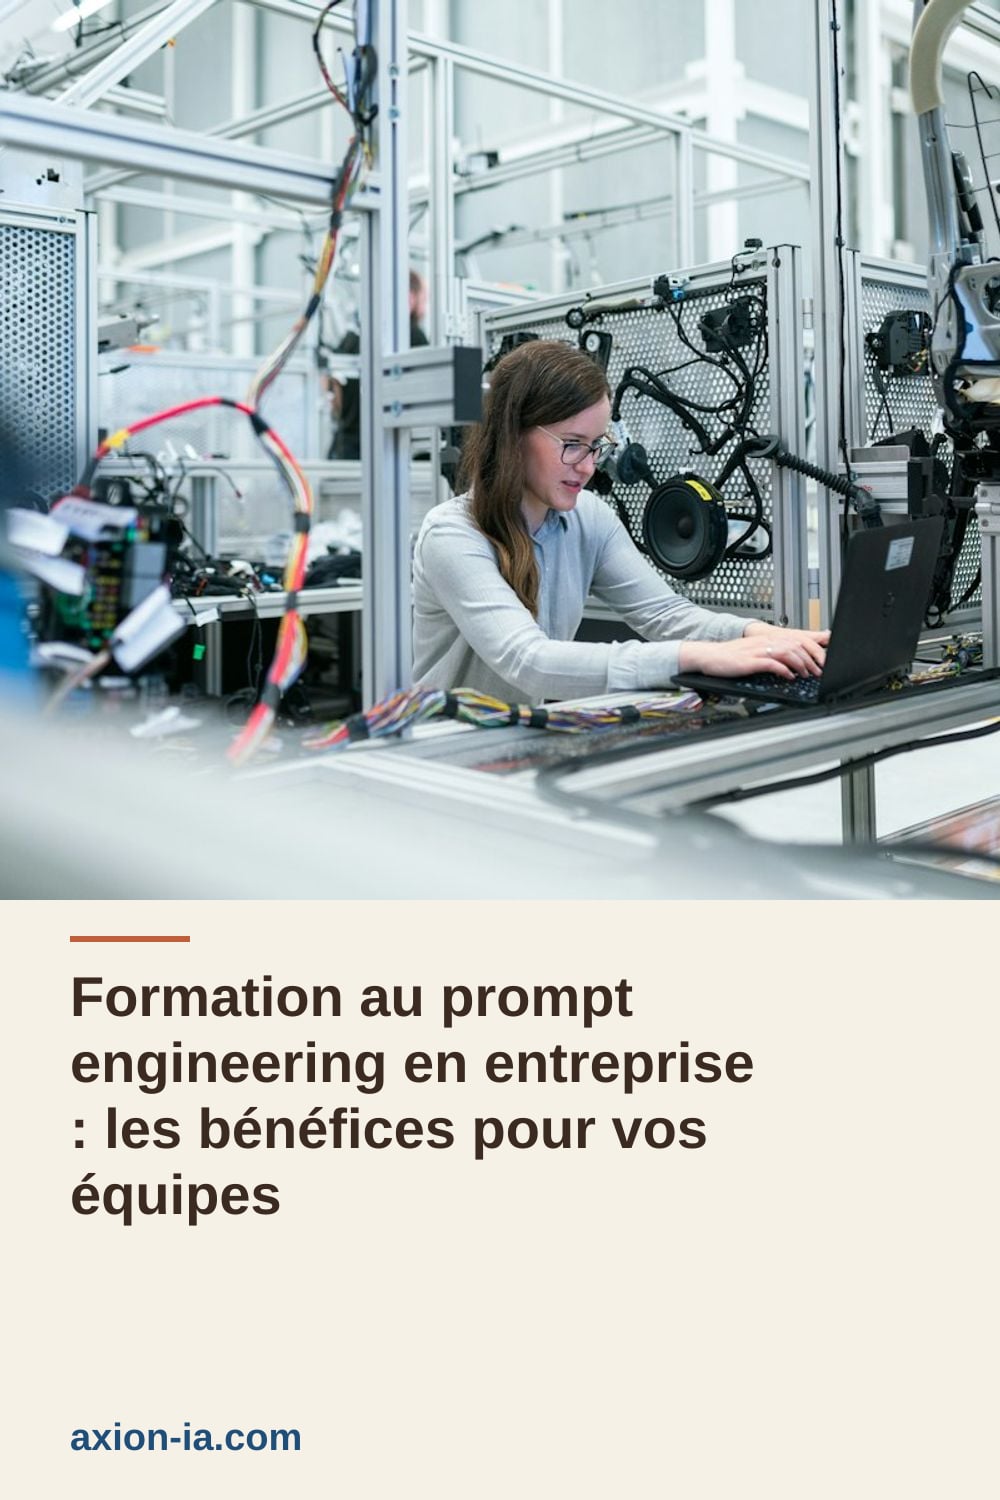 Formation au prompt
engineering en entreprise
: les bénéfices pour vos
équipes
axion-ia.com